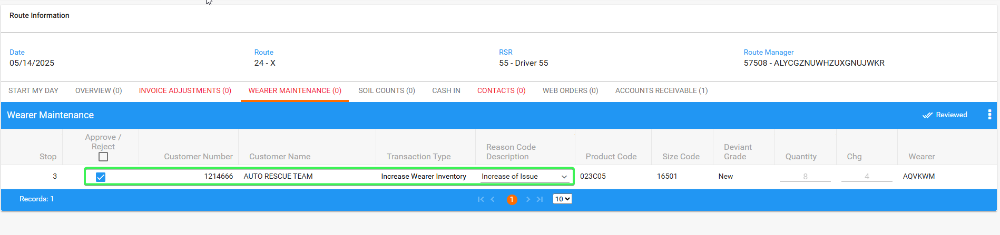 Route Information
Date Route RSR Route Manager
05/14/2025 24 - X 55 - Driver 55 57508 - ALYCGZNUWHZUXGNUJWKR
START MY DAY OVERVIEW (0) INVOICE ADJUSTMENTS (0) WEARER MAINTENANCE (0) SOIL COUNTS (0) CASH IN CONTACTS (0) WEB ORDERS (0) ACCOUNTS RECEIVABLE (1)
Wearer Maintenance Reviewed
Approve / Reason Code Deviant
Reject
Stop Customer Number Customer Name Transaction Type Description Product Code Size Code Grade Quantity Chg Wearer
3 1214666 AUTO RESCUE TEAM Increase Wearer Inventory Increase of Issue 023C05 16501 New 8 4 AQVKWM
Records: 1 1 10